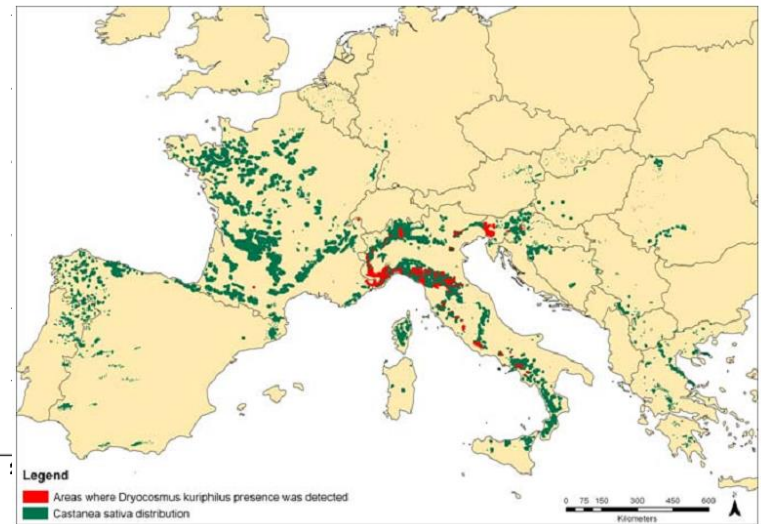 Legend
Areas where Dryocosmus kuriphilus presence was detected
Castanea sativa distribution
0 75 150 300 450 600
Kilometers